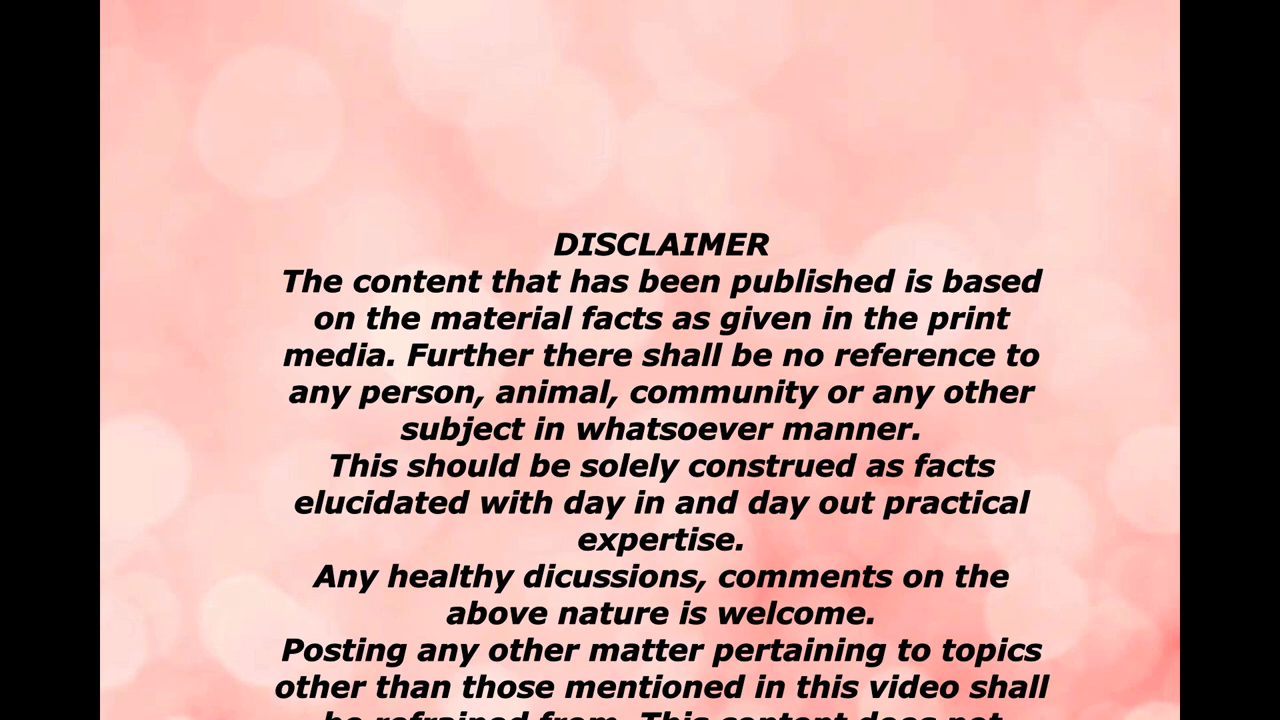 DISCLAIMER
The content that has been published is based
on the material facts as given in the print
media. Further there shall be no reference to
any person, animal, community or any other
subject in whatsoever manner.
This should be solely construed as facts
elucidated with day in and day out practical
expertise.
Any healthy dicussions, comments on the
above nature is welcome.
Posting any other matter pertaining to topics
other than those mentioned in this video shall
be refrained from. This content does not